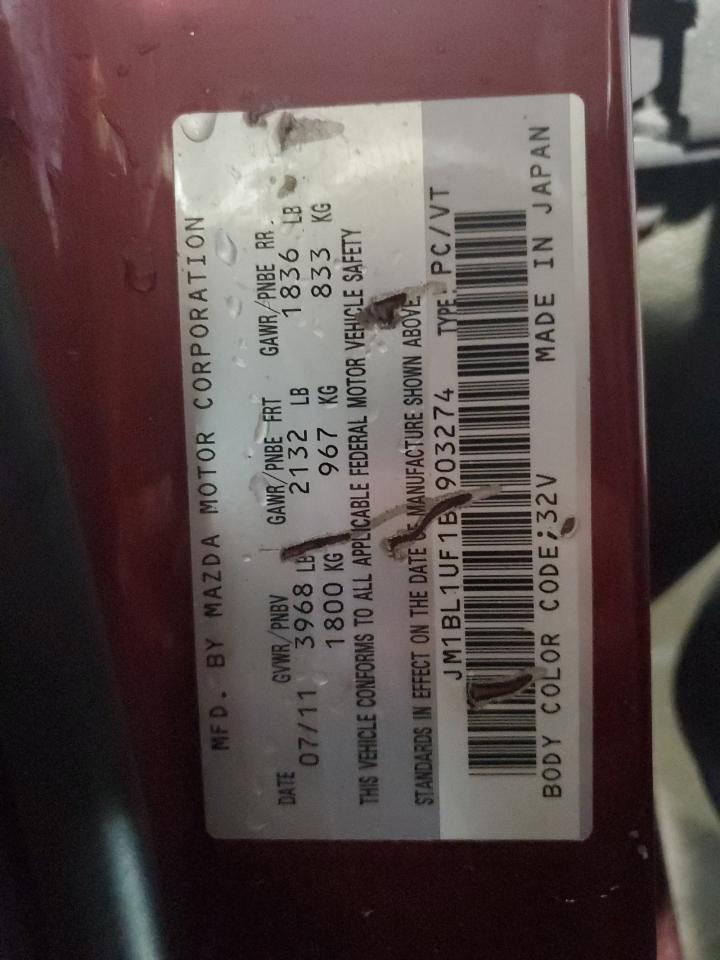 MFD. BY MAZDA MOTOR CORPORATION
DATE GVWR/PNBV GAWR/PNBE FRT GAWR/PNBE RR.
07/11 3968 LB 2132 LB 1836 LB
1800 KG 967 KG 833 KG
THIS VEHICLE CONFORMS TO ALL APPLICABLE FEDERAL MOTOR VEHICLE SAFETY
STANDARDS IN EFFECT ON THE DATE OF MANUFACTURE SHOWN ABOVE.
JM1BL1UF1B 903274 TYPE: PC/VT
BODY COLOR CODE;32V MADE IN JAPAN